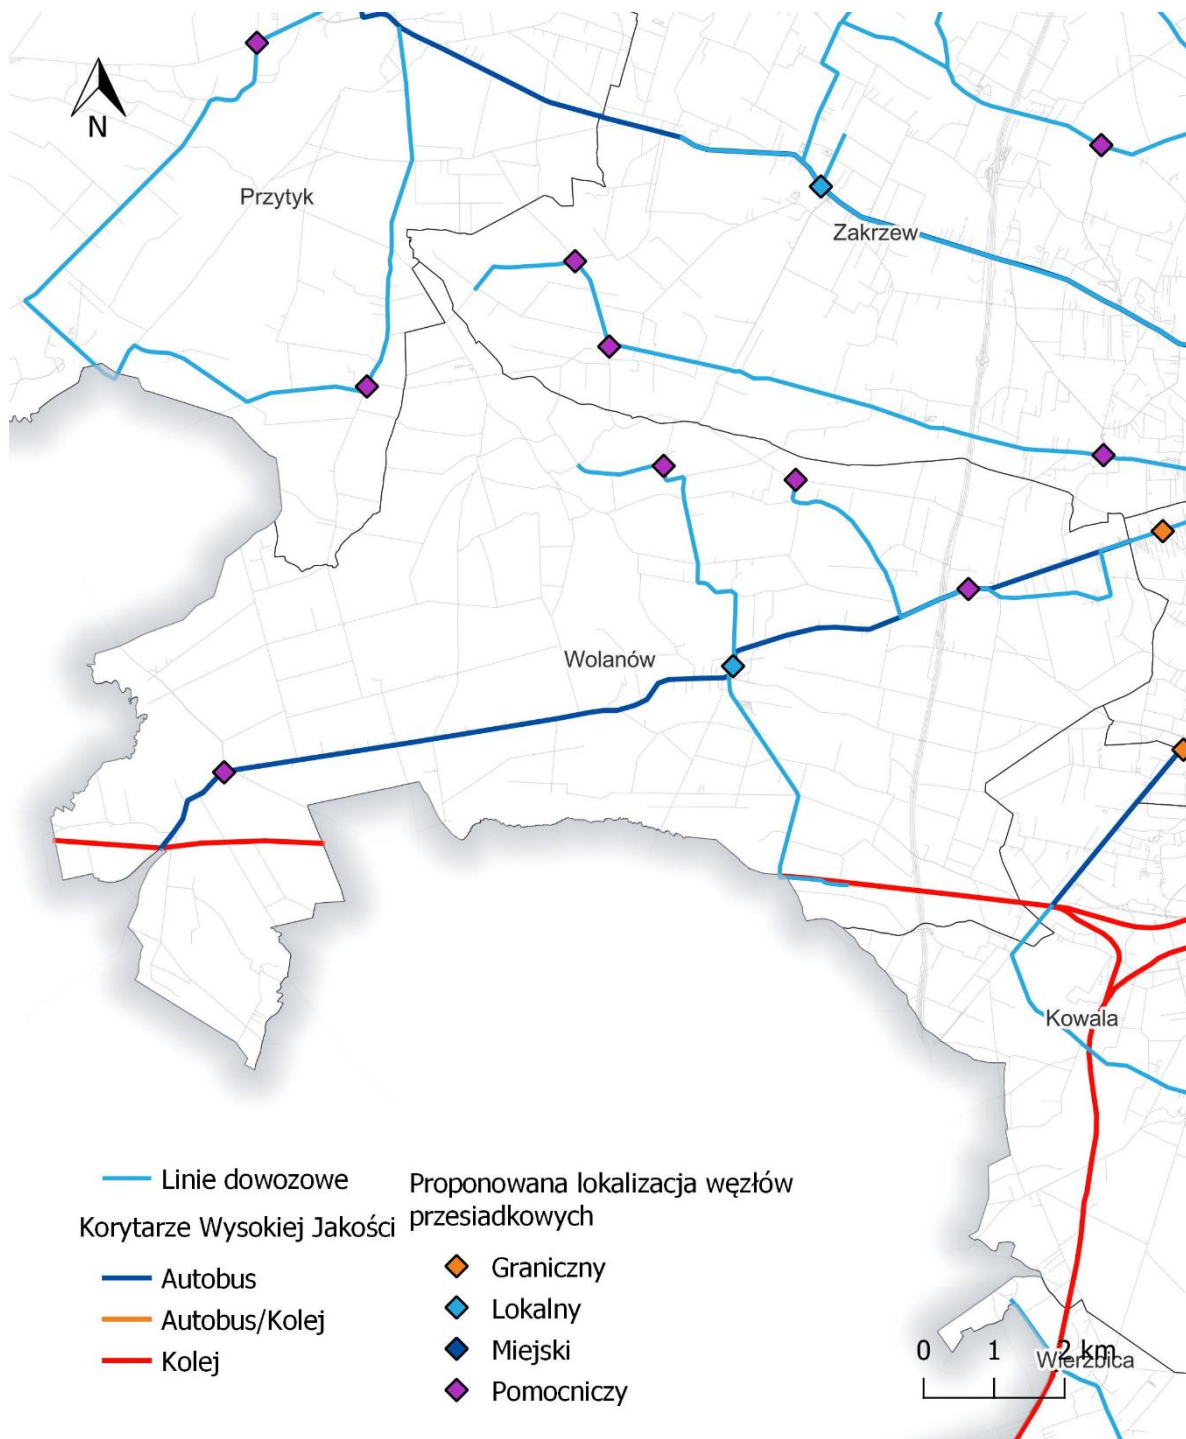 N
Przytyk
Zakrzew
Wolanów
Kowala
Linie dowozowe
Korytarze Wysokiej Jakości
Autobus
Autobus/Kolej
Kolej
Proponowana lokalizacja węzłów
przesiadkowych
Graniczny
Lokalny
Miejski
Pomocniczy
0 1 2 km
Wierzbica